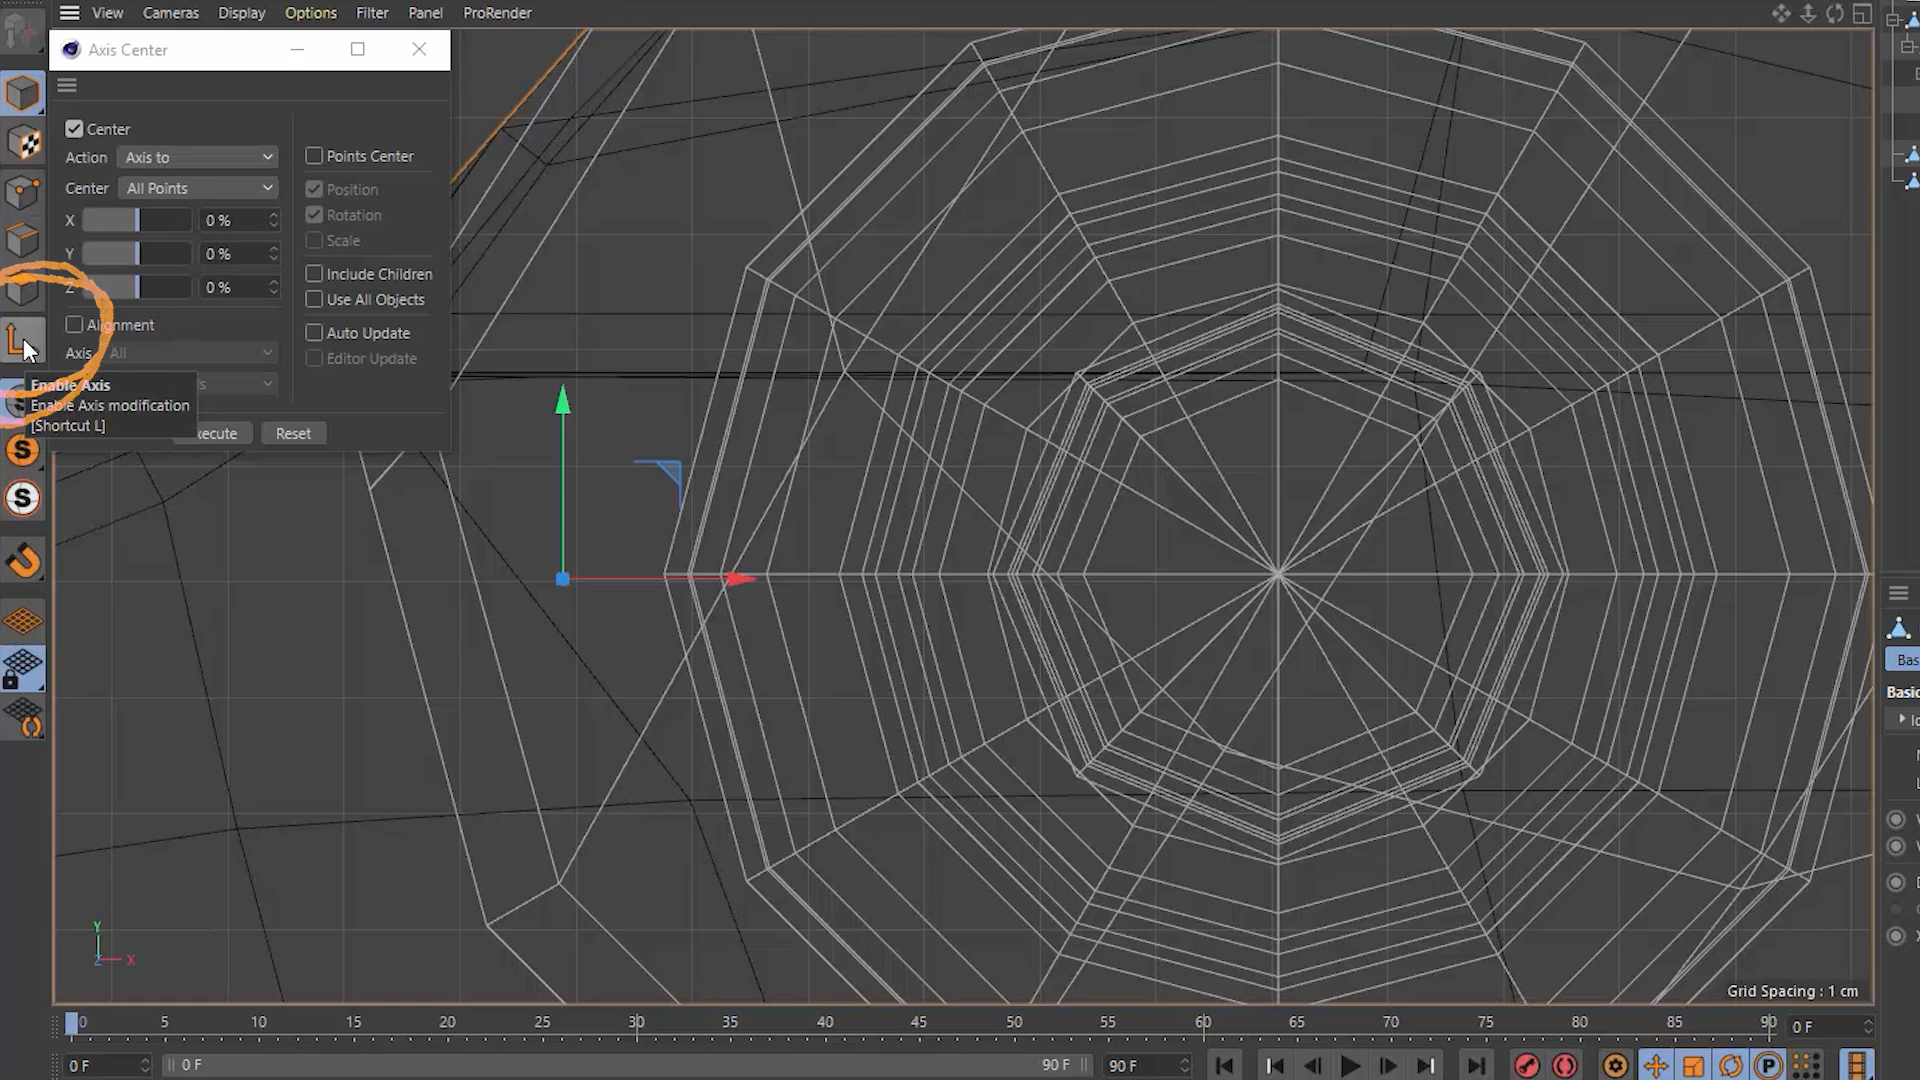 View Cameras Display Options Filter Panel ProRender
Axis Center
Center
Action Axis to
Center All Points
X 0 %
Y 0 %
Z 0 %
Alignment
Axis All
Points Center
Position
Rotation
Scale
Include Children
Use All Objects
Auto Update
Editor Update
Enable Axis
Enable Axis modification
[Shortcut L]
Reset
S
S
Y
Z X
Grid Spacing : 1 cm
Basic
0 5 10 15 20 25 30 35 40 45 50 55 60 65 70 75 80 85 90 0 F
0 F 0 F 90 F 90 F
P